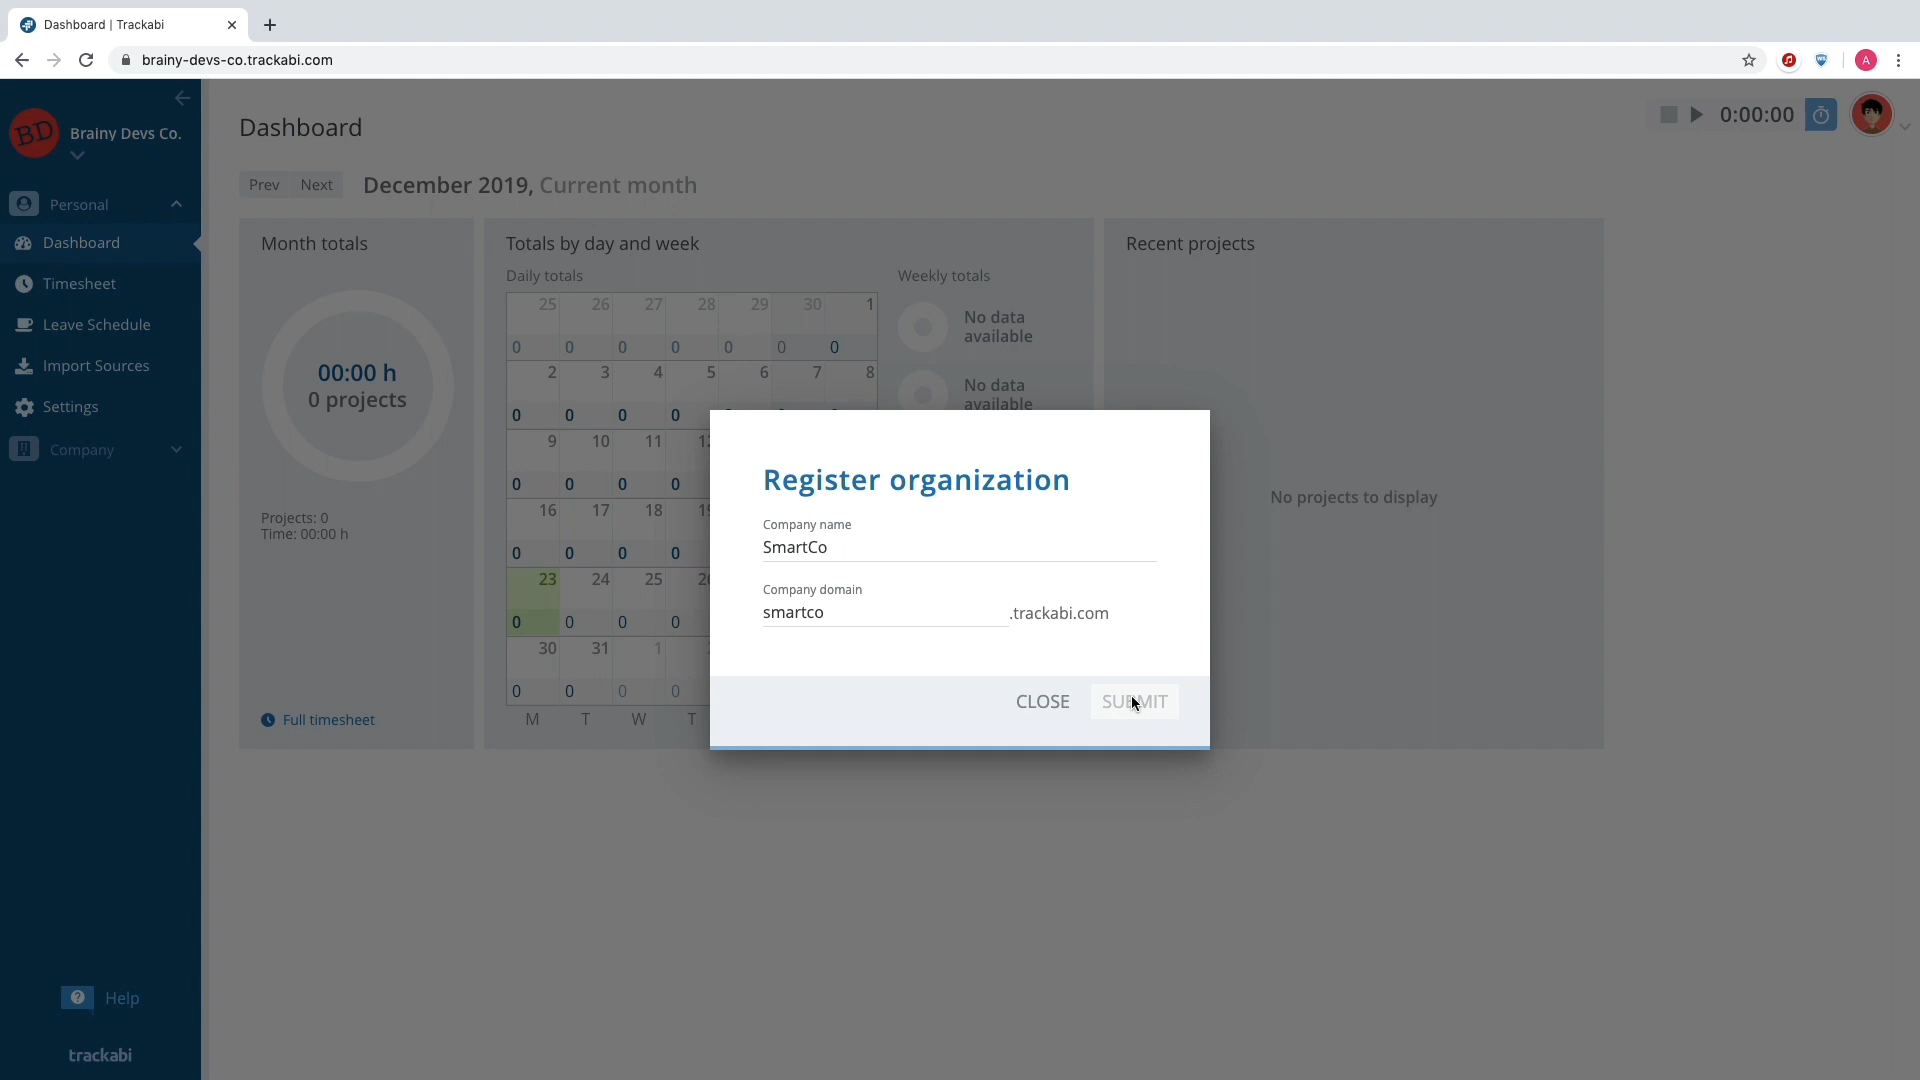 Dashboard | Trackabi
brainy-devs-co.trackabi.com
A
BD
Brainy Devs Co.
Personal
Dashboard
Timesheet
Leave Schedule
Import Sources
Settings
Company
Help
trackabi
Dashboard
0:00:00
Prev Next December 2019, Current month
Month totals
00:00 h
0 projects
Projects: 0
Time: 00:00 h
Full timesheet
Totals by day and week
Daily totals
25 26 27 28 29 30 1
0 0 0 0 0 0 0
2 3 4 5 6 7 8
0 0 0 0
9 10 11
0 0 0 0
16 17 18
0 0 0 0
23 24 25
0 0 0 0
30 31 1
0 0 0 0
M T W T
Weekly totals
No data
available
No data
available
Recent projects
No projects to display
Register organization
Company name
SmartCo
Company domain
smartco .trackabi.com
CLOSE SUBMIT